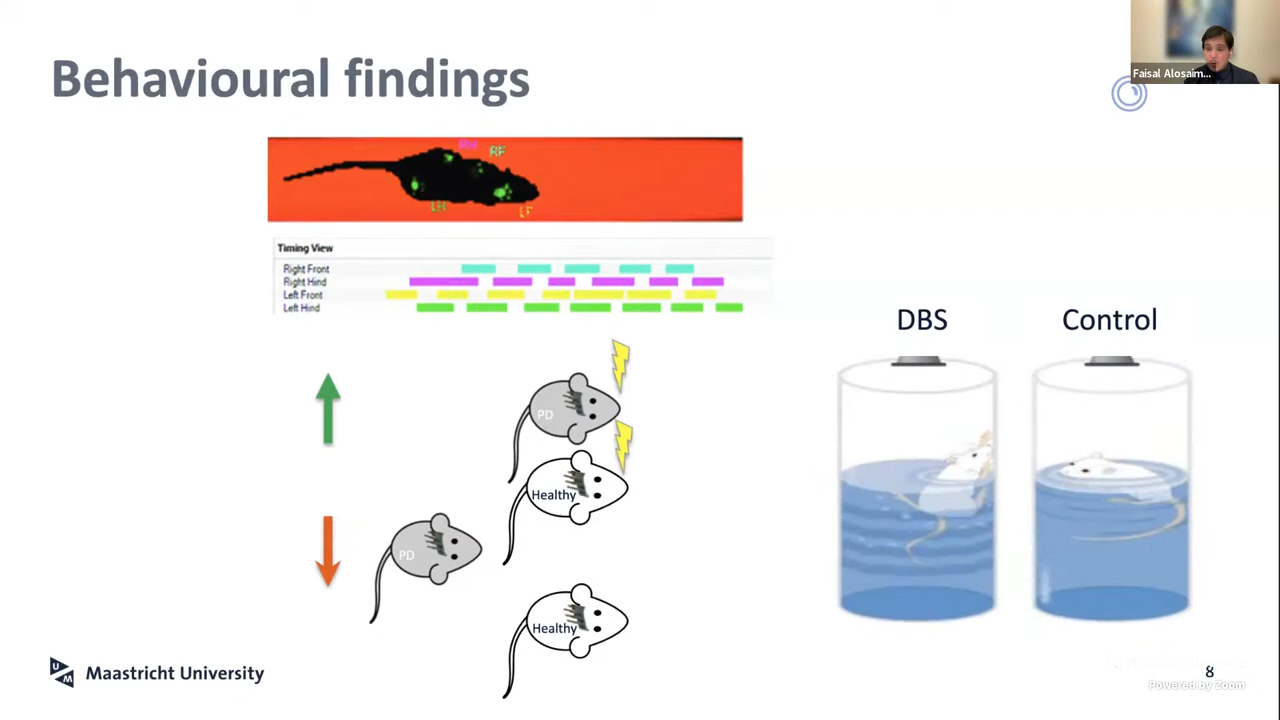 Behavioural findings
Faisal Alosaim...
RF
LH
LF
Timing View
Right Front
Right Hind
Left Front
Left Hind
DBS
Control
PD
Healthy
PD
Healthy
UM
Maastricht University
8
Powered by Zoom